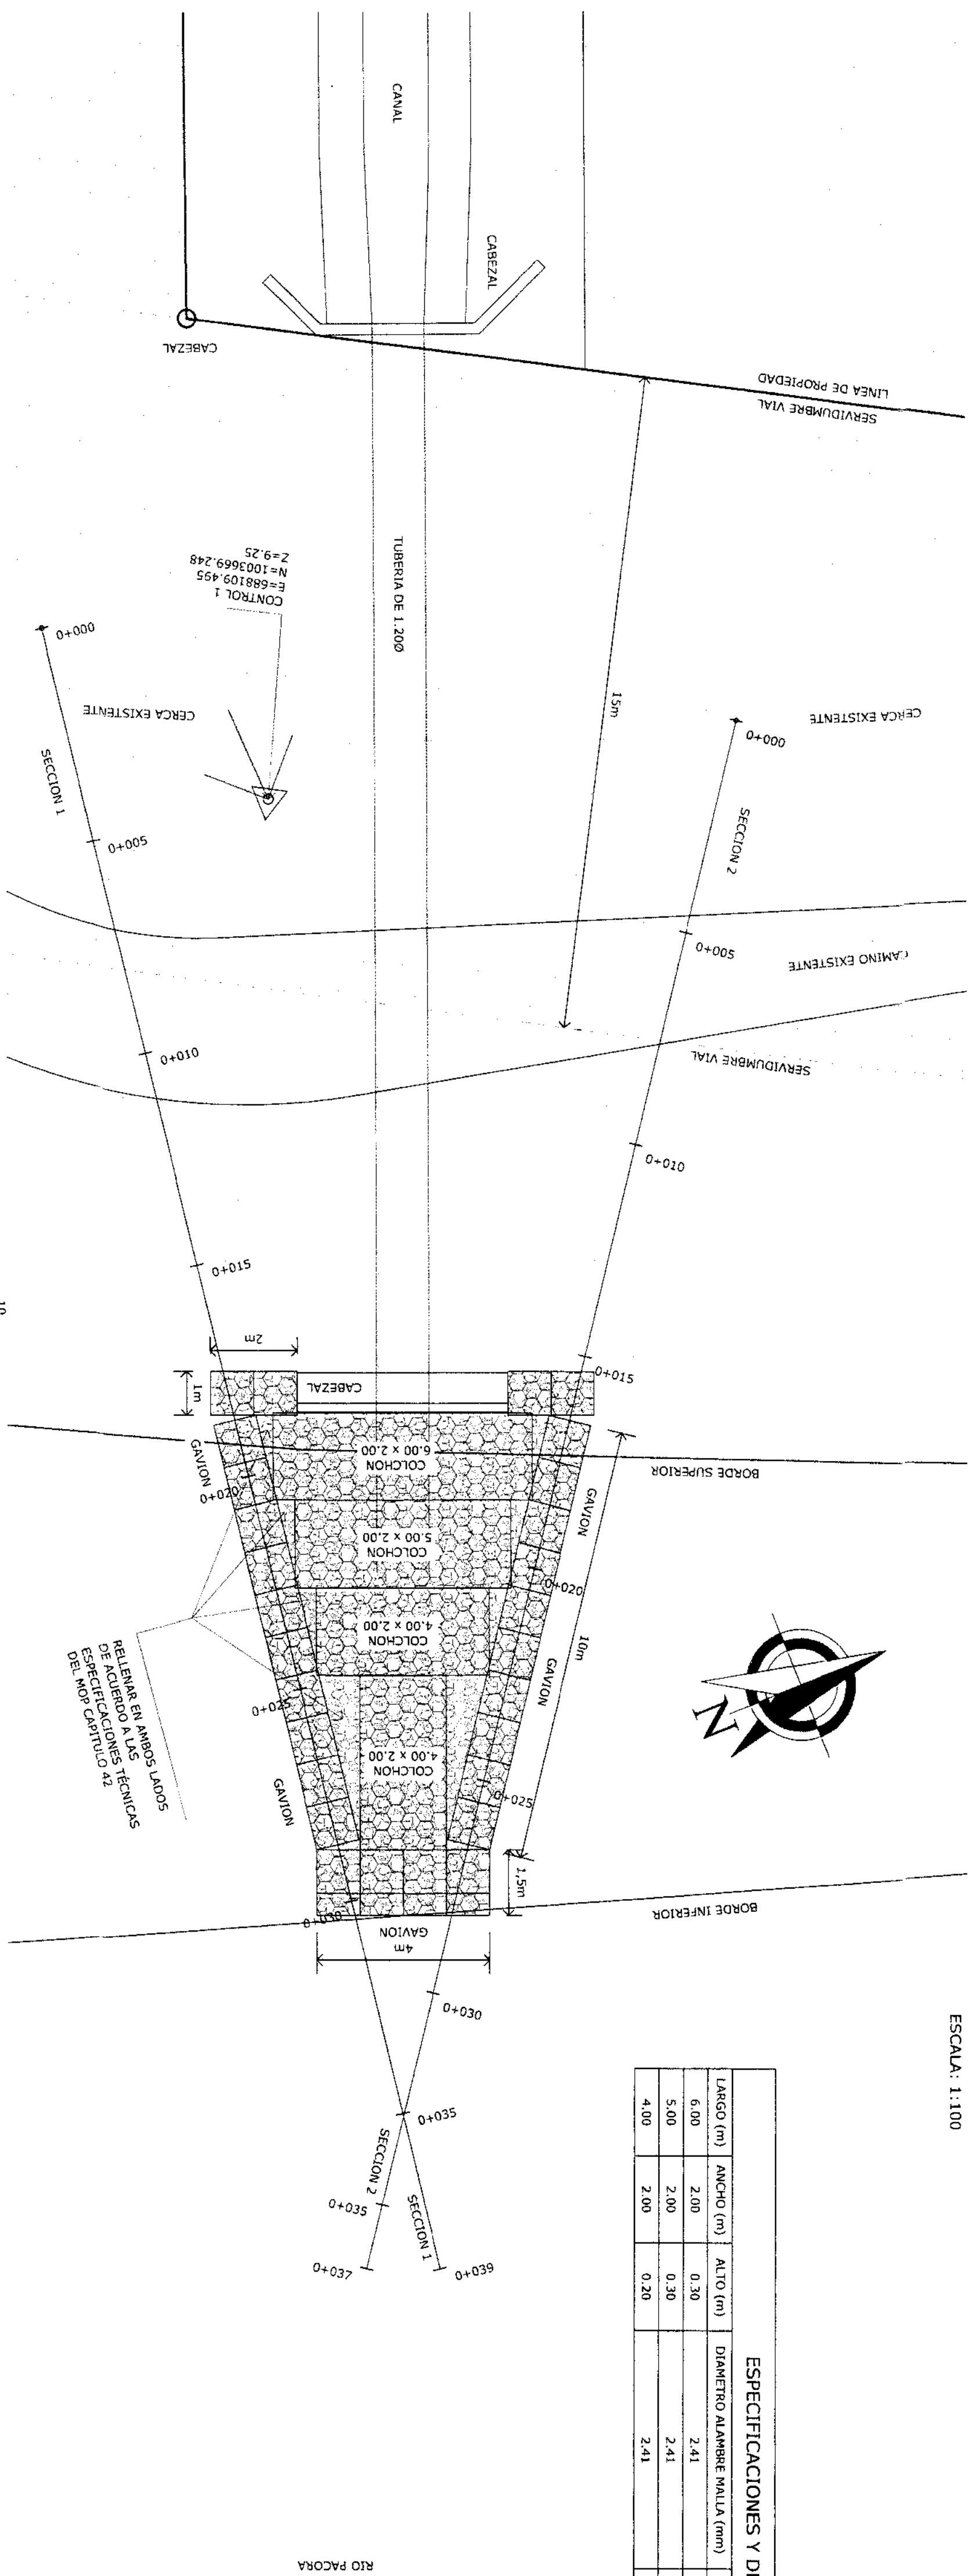 CANAL
CABEZAL
CABEZAL
LINEA DE PROPIEDAD
SERVIDUMBRE VIAL
CONTROL 1
E=688109.495
N=1003669.248
Z=9.25
TUBERIA DE 1.20Ø
15m
0+000
CERCA EXISTENTE
SECCION 1
0+005
0+010
0+015
CERCA EXISTENTE
0+000
SECCION 2
0+005
CAMINO EXISTENTE
SERVIDUMBRE VIAL
0+010
0+015
10
2m
1m
CABEZAL
BORDE SUPERIOR
GAVION
0+020
COLCHON
6.00 x 2.00
GAVION
COLCHON
5.00 x 2.00
0+020
COLCHON
4.00 x 2.00
10m
GAVION
0+025
COLCHON
4.00 x 2.00
0+025
GAVION
RELLENAR EN AMBOS LADOS
DE ACUERDO A LAS
ESPECIFICACIONES TÉCNICAS
DEL MOP CAPITULO 42
N
1,5m
BORDE INFERIOR
0+030
GAVION
4m
0+030
0+035
SECCION 2
SECCION 1
0+035
0+037
0+039
ESCALA: 1:100
ESPECIFICACIONES Y
LARGO (m) ANCHO (m) ALTO (m) DIAMETRO ALAMBRE MALLA (mm)
6.00 2.00 0.30 2.41
5.00 2.00 0.30 2.41
4.00 2.00 0.20 2.41
RIO PACORA